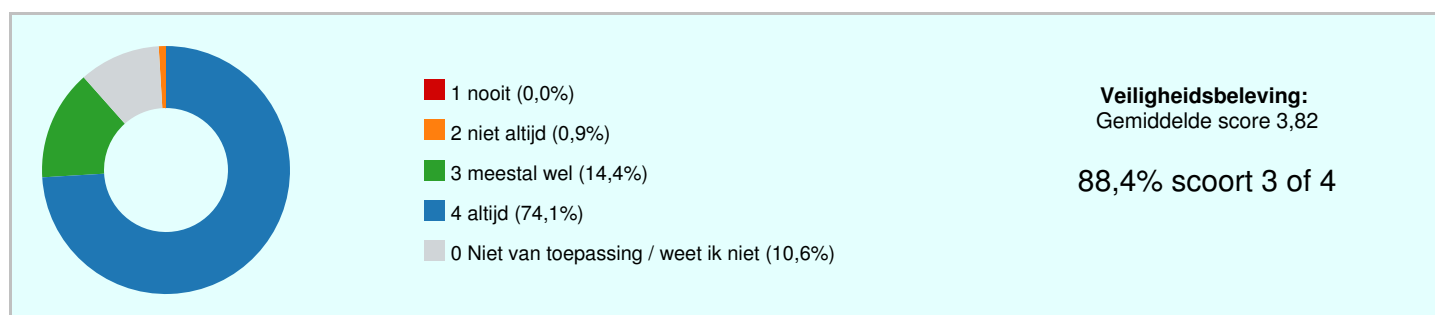 1 nooit (0,0%)
2 niet altijd (0,9%)
3 meestal wel (14,4%)
4 altijd (74,1%)
0 Niet van toepassing / weet ik niet (10,6%)
Veiligheidsbeleving:
Gemiddelde score 3,82
88,4% scoort 3 of 4